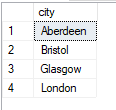 city
1 Aberdeen
2 Bristol
3 Glasgow
4 London